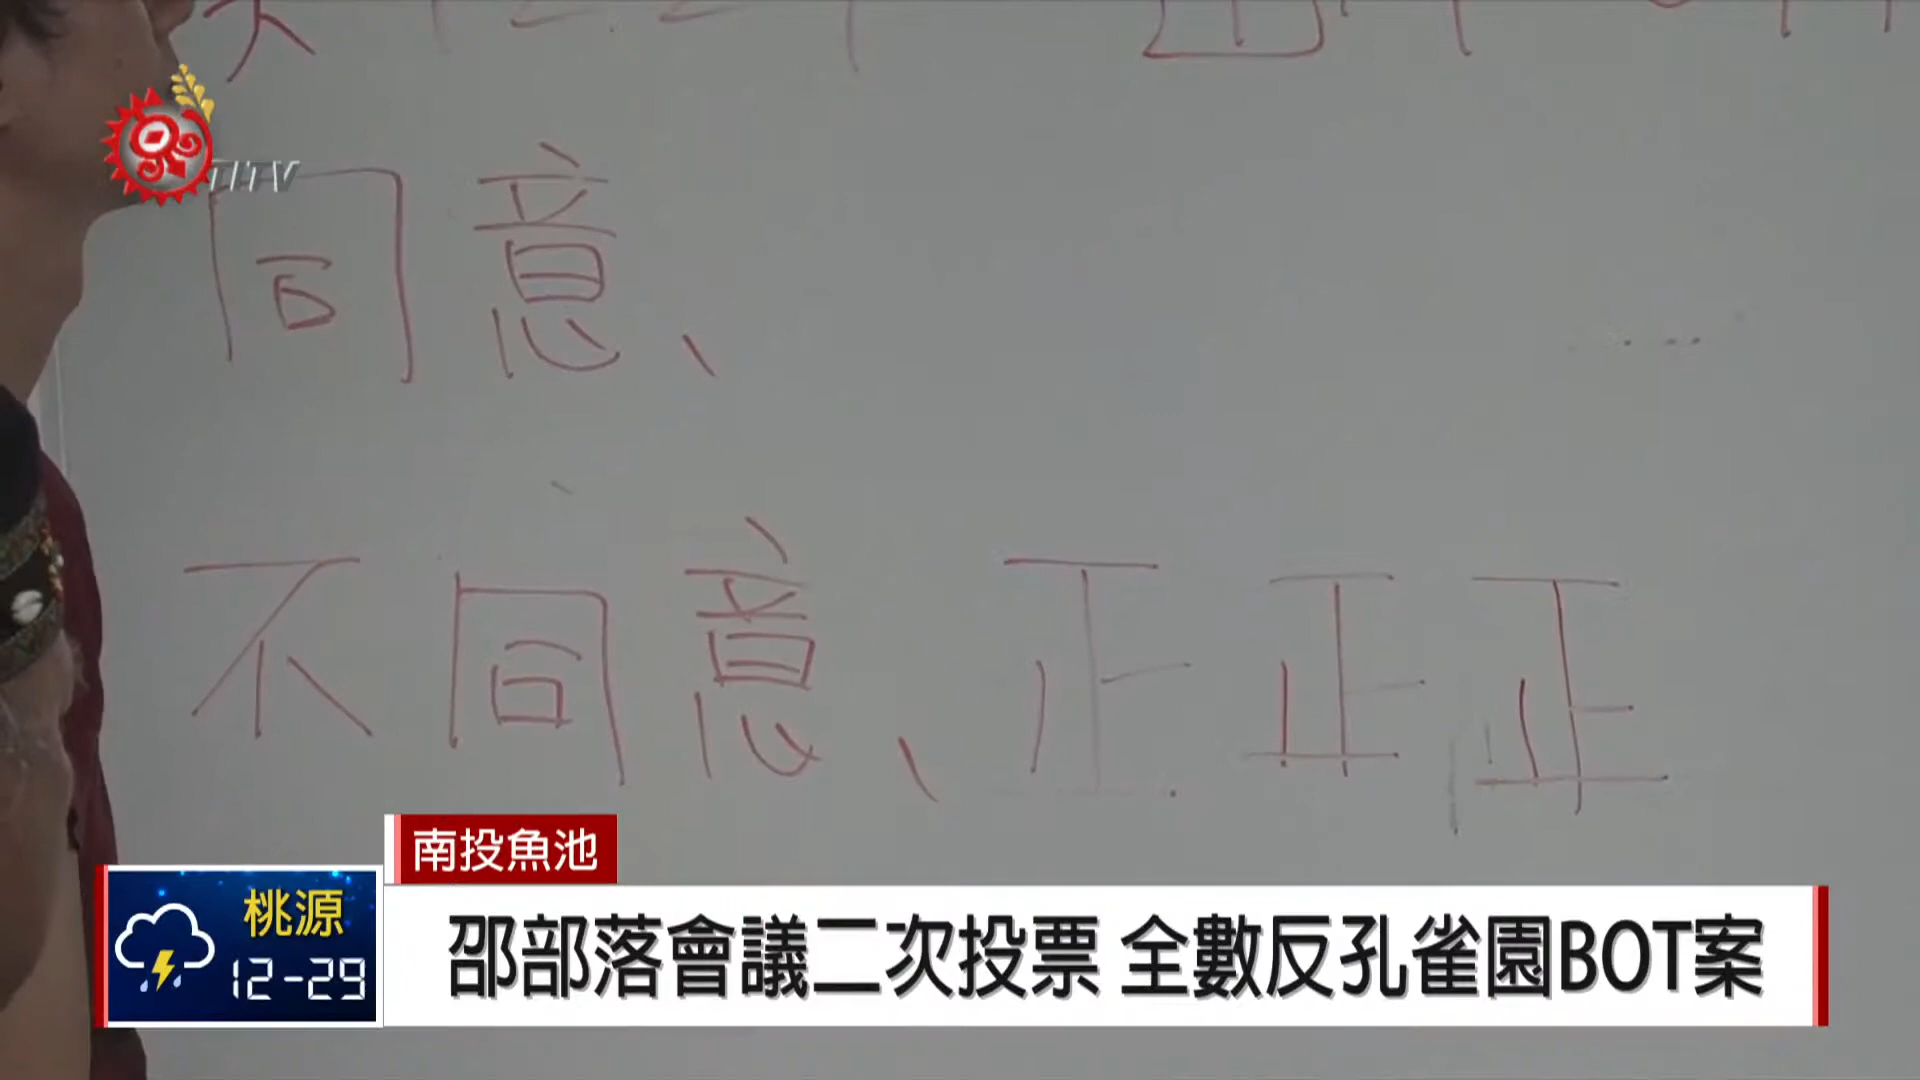 TITV
同意、
不同意、正正正
南投魚池
桃源
12-29
邵部落會議二次投票 全數反孔雀園BOT案